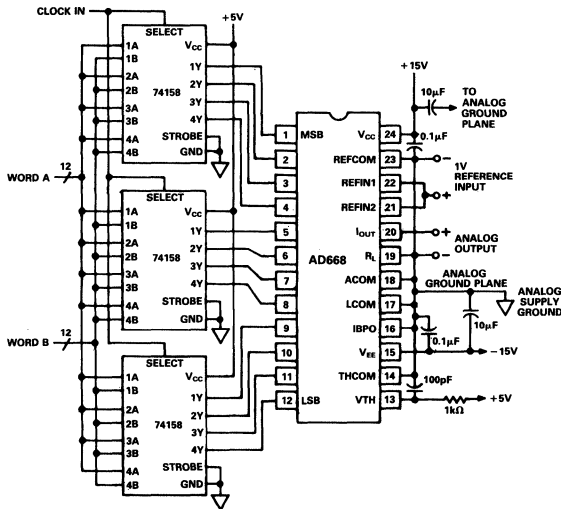 CLOCK IN
+5V
SELECT
1A
1B
2A
2B
3A
3B
4A
4B
74158
VCC
1Y
2Y
3Y
4Y
STROBE
GND
WORD A
12
SELECT
1A
1B
2A
2B
3A
3B
4A
4B
74158
VCC
1Y
2Y
3Y
4Y
STROBE
GND
WORD B
12
SELECT
1A
1B
2A
2B
3A
3B
4A
4B
74158
VCC
1Y
2Y
3Y
4Y
STROBE
GND
AD668
1 MSB
2
3
4
5
6
7
8
9
10
11
12 LSB
VCC 24
REFCOM 23
REFIN1 22
REFIN2 21
IOUT 20
RL 19
ACOM 18
LCOM 17
IBPO 16
VEE 15
THCOM 14
VTH 13
+15V
10µF
TO
ANALOG
GROUND
PLANE
0.1µF
−
1V
REFERENCE
INPUT
+
+
ANALOG
OUTPUT
−
ANALOG
GROUND PLANE
ANALOG
SUPPLY
GROUND
10µF
0.1µF
−15V
100pF
1kΩ
+5V